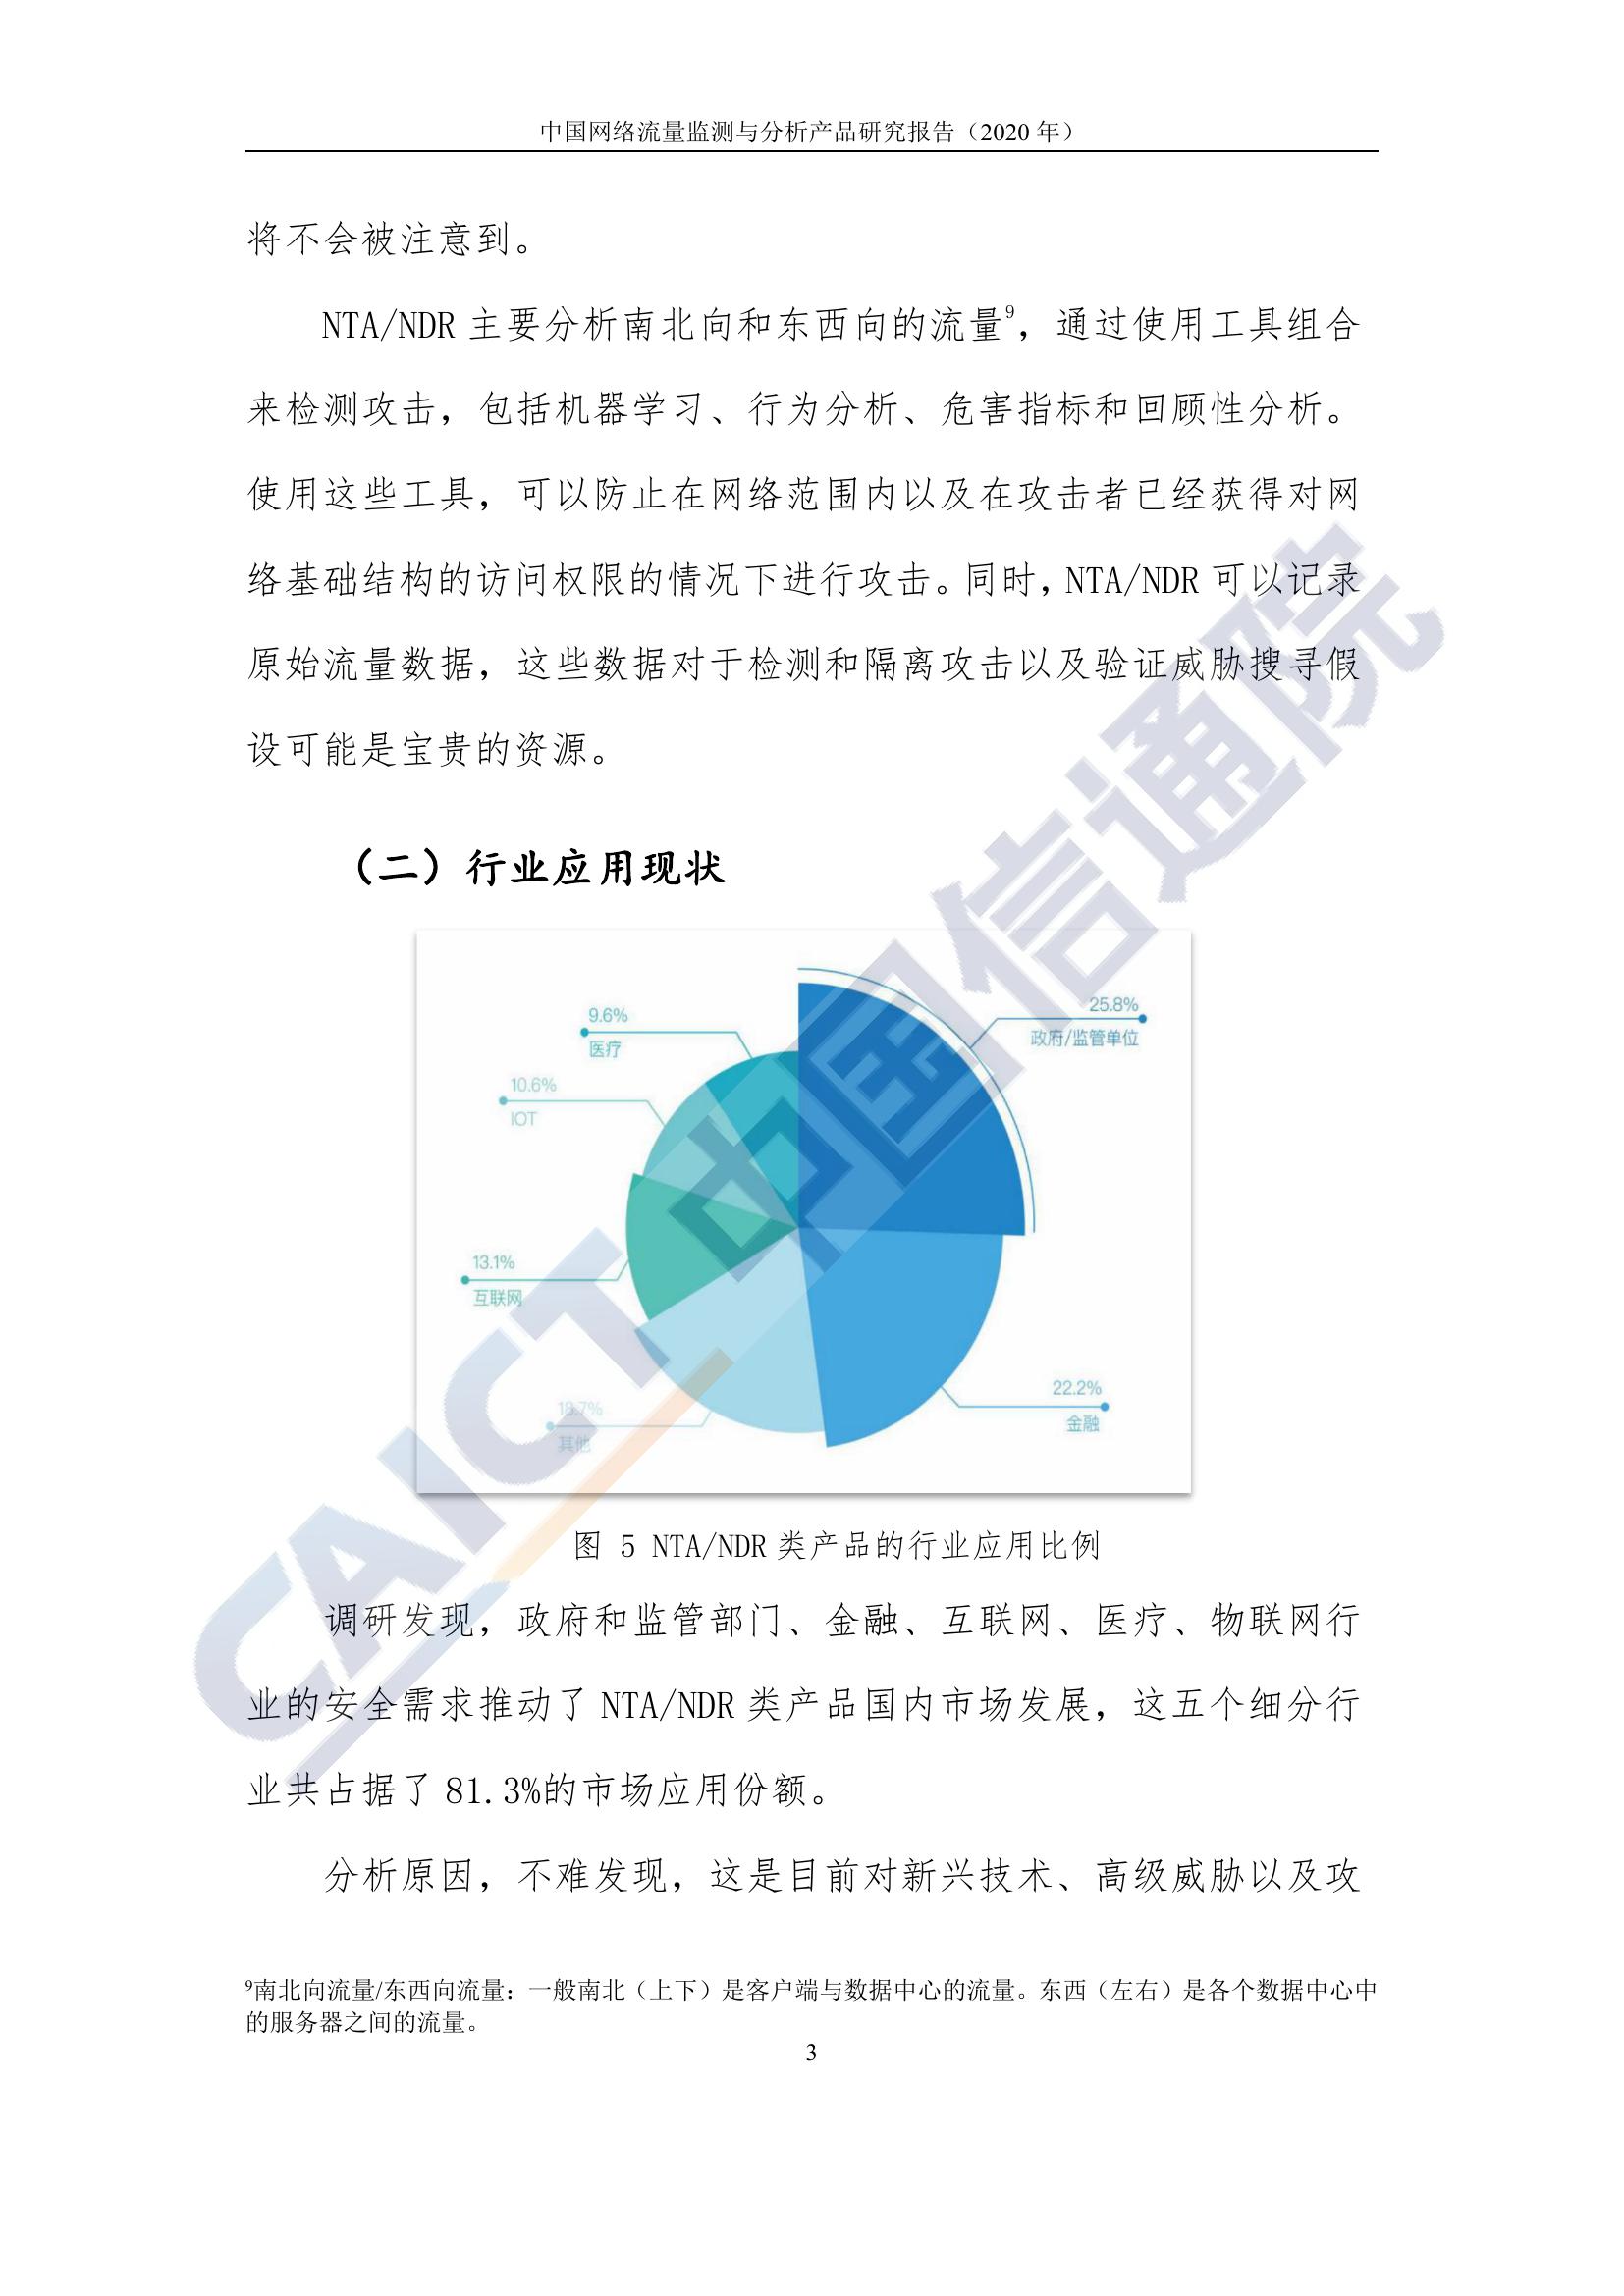 中国网络流量监测与分析产品研究报告（2020 年）
将不会被注意到。
NTA/NDR 主要分析南北向和东西向的流量⁹，通过使用工具组合
来检测攻击，包括机器学习、行为分析、危害指标和回顾性分析。
使用这些工具，可以防止在网络范围内以及在攻击者已经获得对网
络基础结构的访问权限的情况下进行攻击。同时，NTA/NDR 可以记录
原始流量数据，这些数据对于检测和隔离攻击以及验证威胁搜寻假
设可能是宝贵的资源。
（二）行业应用现状
25.8%
政府/监管单位
9.6%
医疗
10.6%
IOT
13.1%
互联网
22.2%
金融
18.7%
其他
图 5 NTA/NDR 类产品的行业应用比例
调研发现，政府和监管部门、金融、互联网、医疗、物联网行
业的安全需求推动了 NTA/NDR 类产品国内市场发展，这五个细分行
业共占据了 81.3%的市场应用份额。
分析原因，不难发现，这是目前对新兴技术、高级威胁以及攻
⁹南北向流量/东西向流量：一般南北（上下）是客户端与数据中心的流量。东西（左右）是各个数据中心中
的服务器之间的流量。
3
CAICT 中国信通院